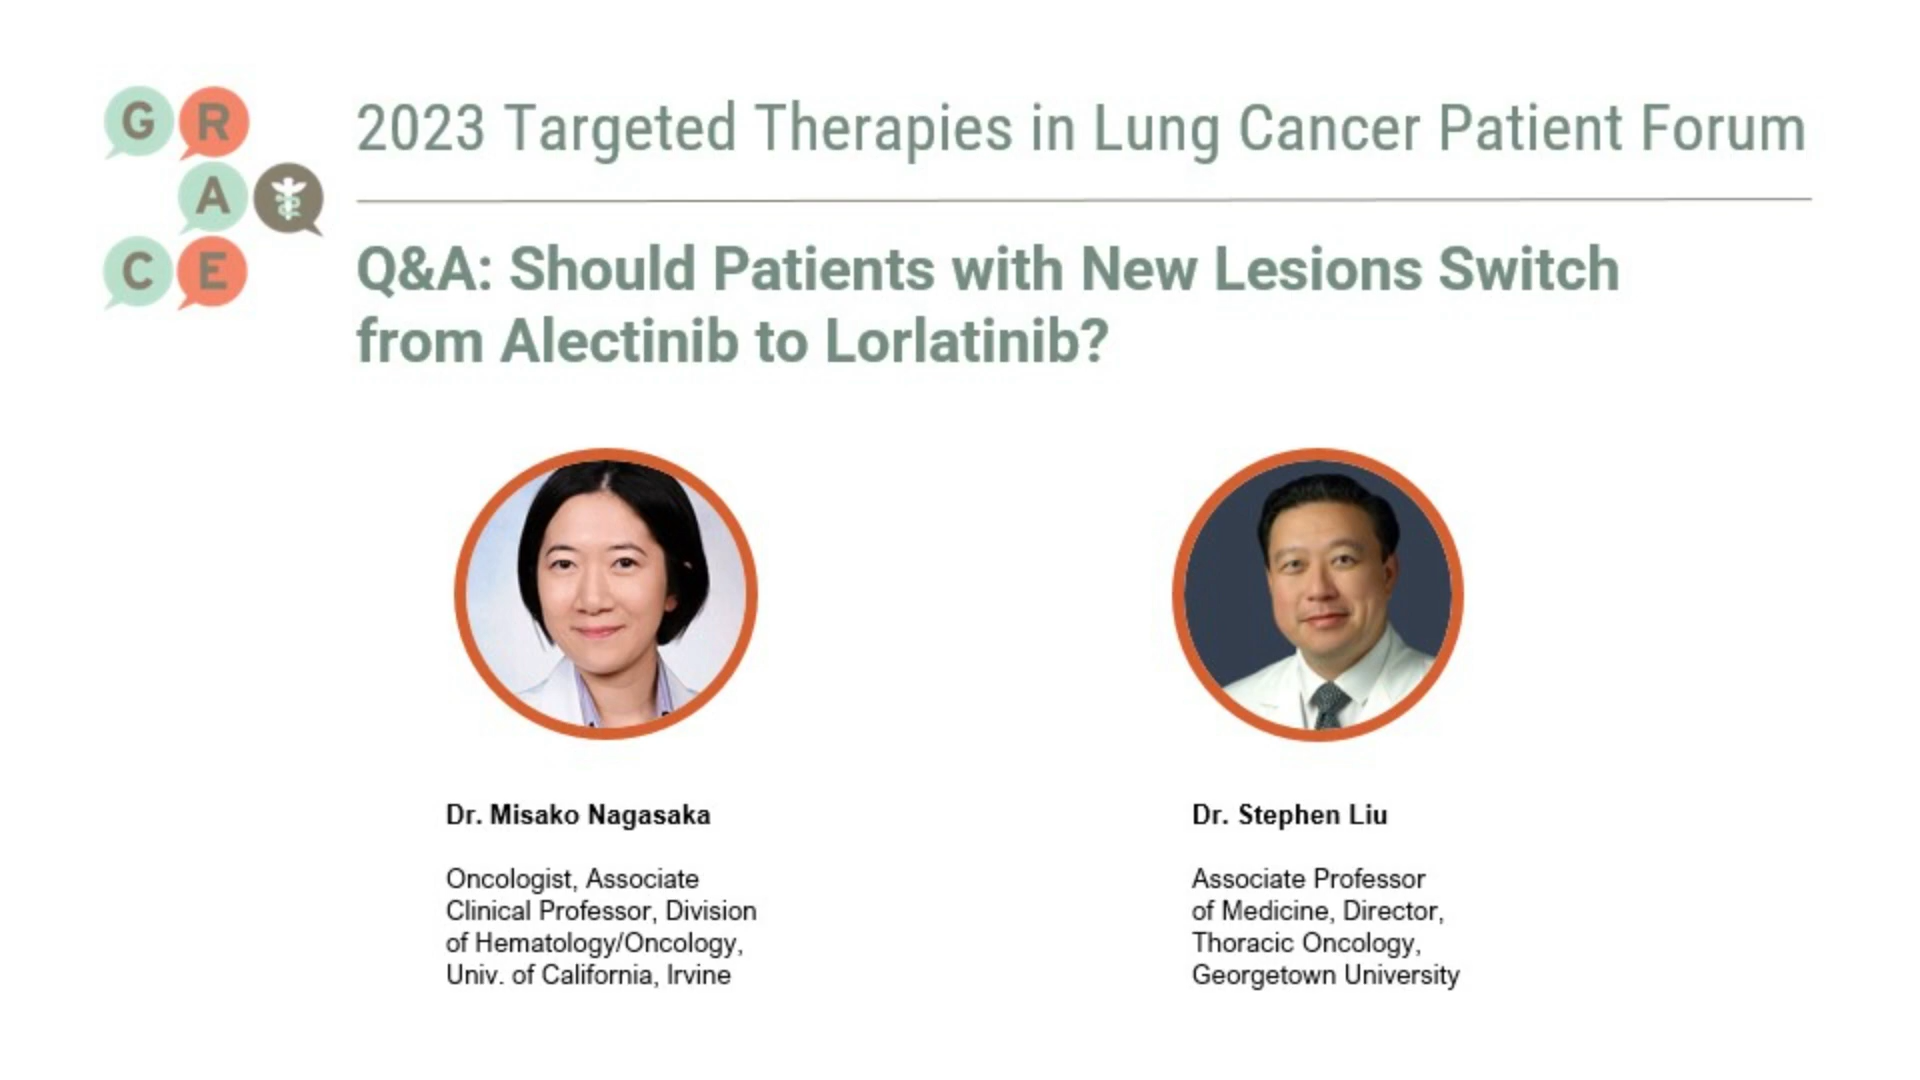 G R
A
C E
2023 Targeted Therapies in Lung Cancer Patient Forum
Q&A: Should Patients with New Lesions Switch
from Alectinib to Lorlatinib?
Dr. Misako Nagasaka
Oncologist, Associate
Clinical Professor, Division
of Hematology/Oncology,
Univ. of California, Irvine
Dr. Stephen Liu
Associate Professor
of Medicine, Director,
Thoracic Oncology,
Georgetown University